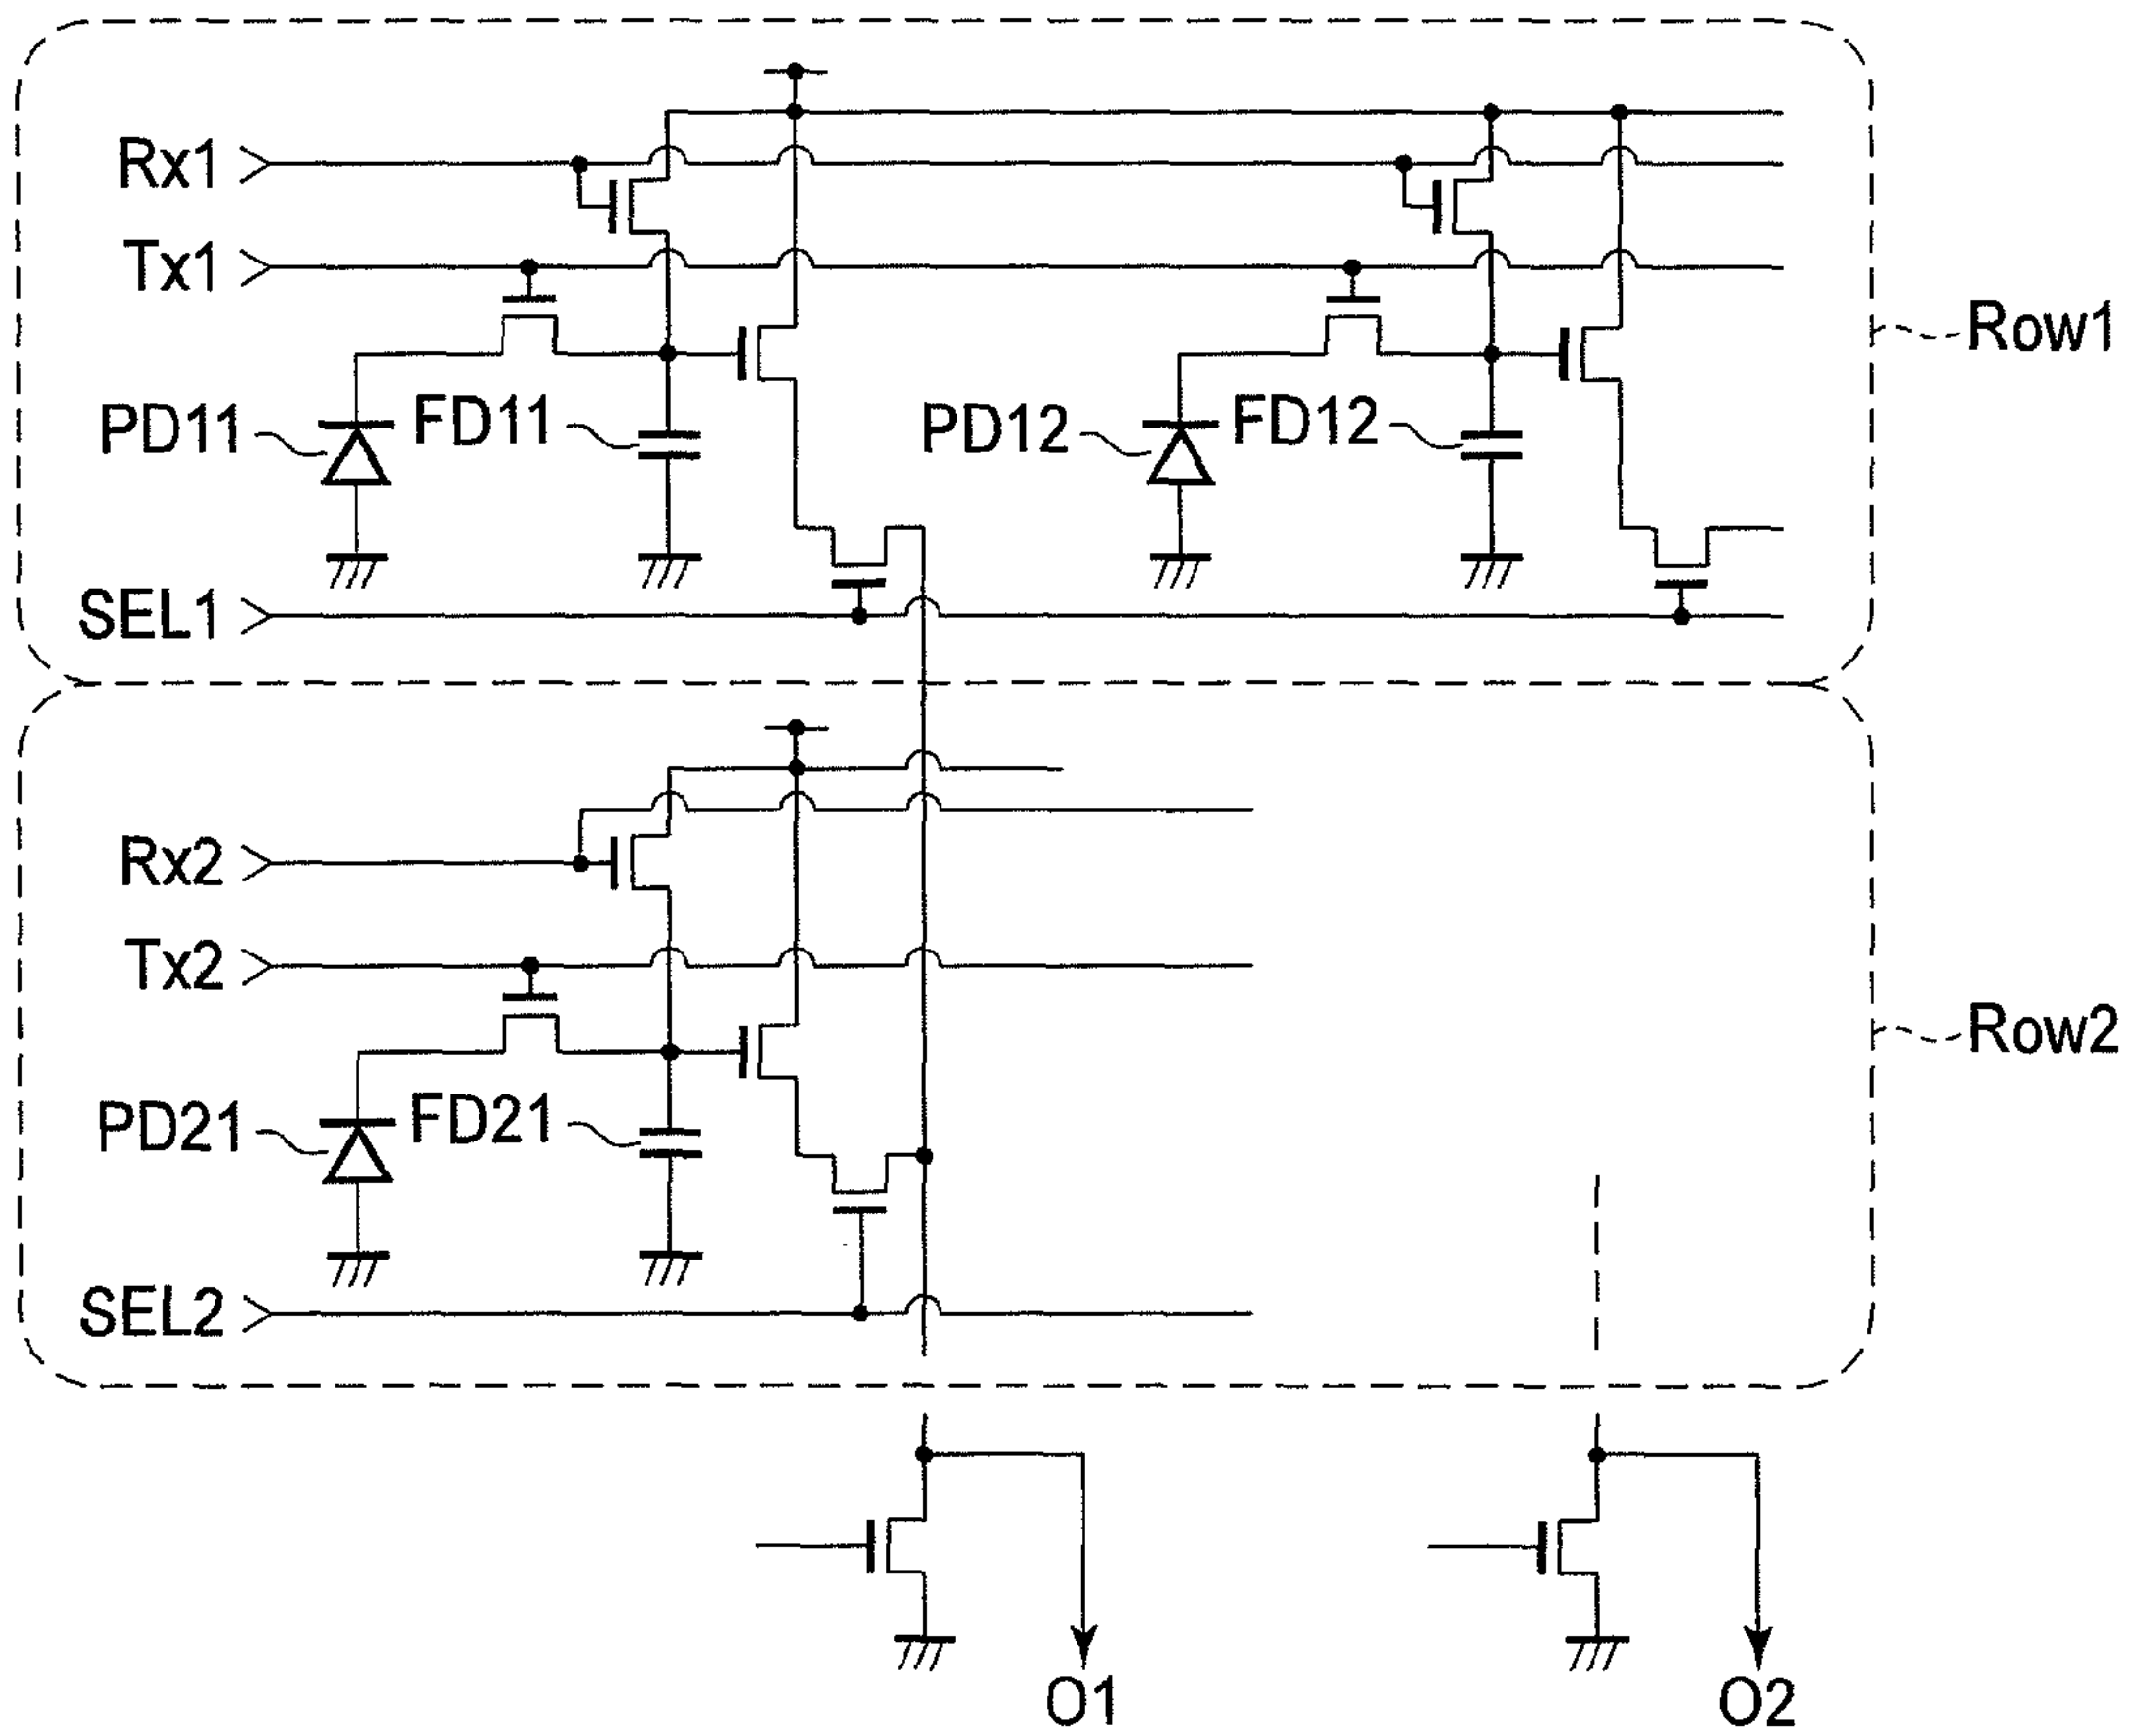 Rx1
Tx1
Row1
PD11
FD11
PD12
FD12
SEL1
Rx2
Tx2
Row2
PD21
FD21
SEL2
O1
O2